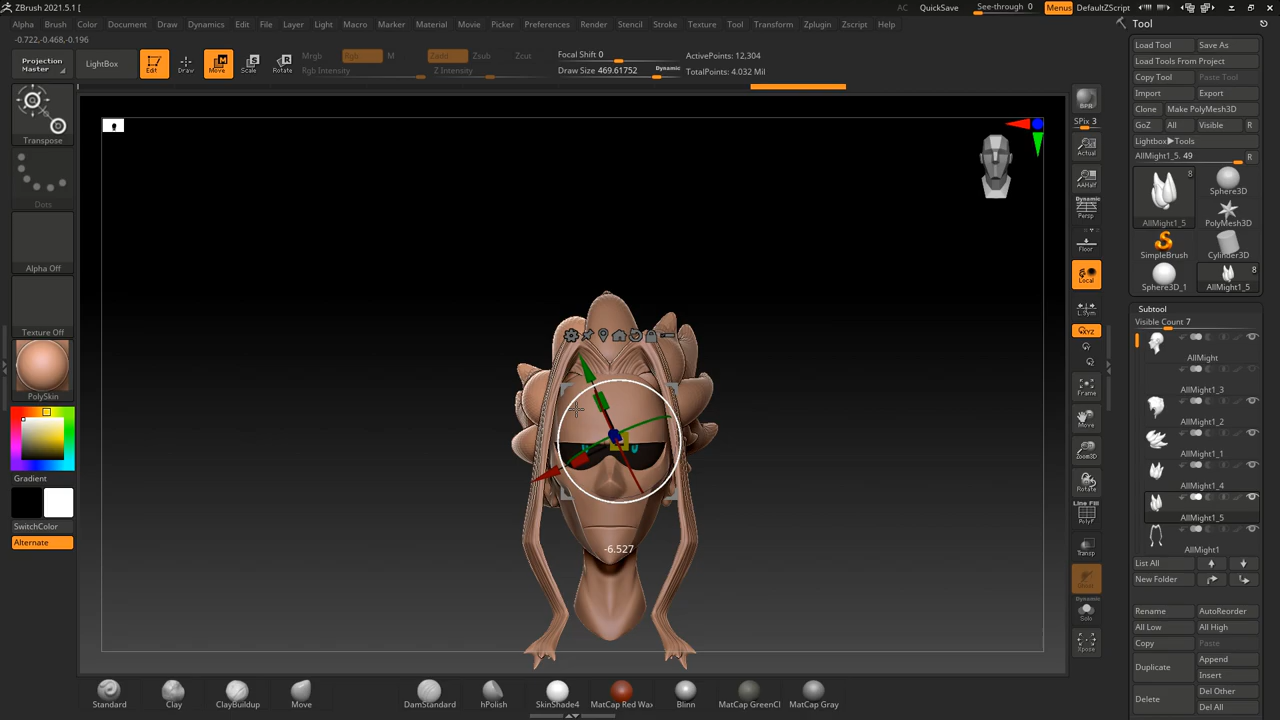 ZBrush 2021.5.1 [
AC QuickSave See-through 0 Menus DefaultZScript
Alpha Brush Color Document Draw Dynamics Edit File Layer Light Macro Marker Material Movie Picker Preferences Render Stencil Stroke Texture Tool Transform Zplugin Zscript Help
-0.722,-0.468,-0.196
Projection Master
LightBox
Edit
Draw
Move
Scale
Rotate
Mrgb Rgb M
Rgb Intensity
Zadd Zsub Zcut
Z Intensity
Focal Shift 0
Draw Size 469.61752 Dynamic
ActivePoints: 12,304
TotalPoints: 4.032 Mil
Transpose
Dots
Alpha Off
Texture Off
PolySkin
Gradient
SwitchColor
Alternate
-6.527
BPR
SPix 3
Actual
AAHalf
Dynamic
Persp
Floor
Local
L.Sym
XYZ
Frame
Move
Zoom3D
Rotate
Line Fill
PolyF
Transp
Dynamic
Solo
Xpose
Tool
Load Tool Save As
Load Tools From Project
Copy Tool Paste Tool
Import Export
Clone Make PolyMesh3D
GoZ All Visible R
Lightbox▶Tools
AllMight1_5. 49 R
8
AllMight1_5
Sphere3D
PolyMesh3D
SimpleBrush
Cylinder3D
Sphere3D_1
8
AllMight1_5
Subtool
Visible Count 7
AllMight
AllMight1_3
AllMight1_2
AllMight1_1
AllMight1_4
AllMight1_5
AllMight1
List All
New Folder
Rename AutoReorder
All Low All High
Copy Paste
Duplicate Append
Insert
Delete Del Other
Del All
Standard Clay ClayBuildup Move DamStandard hPolish SkinShade4 MatCap Red Wax Blinn MatCap GreenCl MatCap Gray